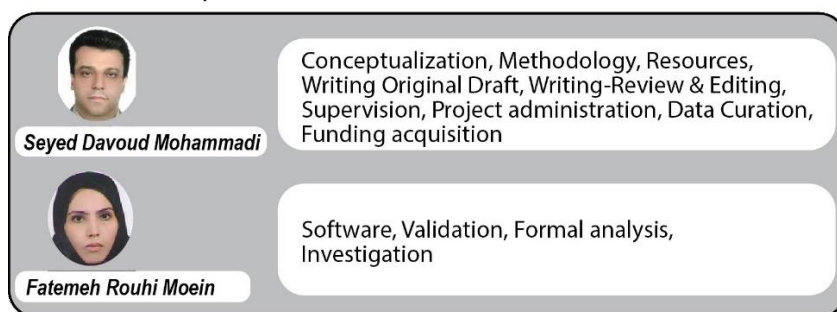 Conceptualization, Methodology, Resources,
Writing Original Draft, Writing-Review & Editing,
Supervision, Project administration, Data Curation,
Funding acquisition
Seyed Davoud Mohammadi
Software, Validation, Formal analysis,
Investigation
Fatemeh Rouhi Moein